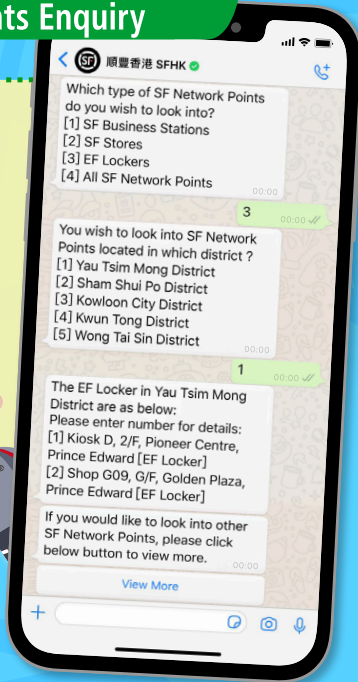 nts Enquiry
SF
順豐香港 SFHK
Which type of SF Network Points
do you wish to look into?
[1] SF Business Stations
[2] SF Stores
[3] EF Lockers
[4] All SF Network Points
00:00
3
00:00
You wish to look into SF Network
Points located in which district ?
[1] Yau Tsim Mong District
[2] Sham Shui Po District
[3] Kowloon City District
[4] Kwun Tong District
[5] Wong Tai Sin District
00:00
1
00:00
The EF Locker in Yau Tsim Mong
District are as below:
Please enter number for details:
[1] Kiosk D, 2/F, Pioneer Centre,
Prince Edward [EF Locker]
[2] Shop G09, G/F, Golden Plaza,
Prince Edward [EF Locker]
If you would like to look into other
SF Network Points, please click
below button to view more.
00:00
View More